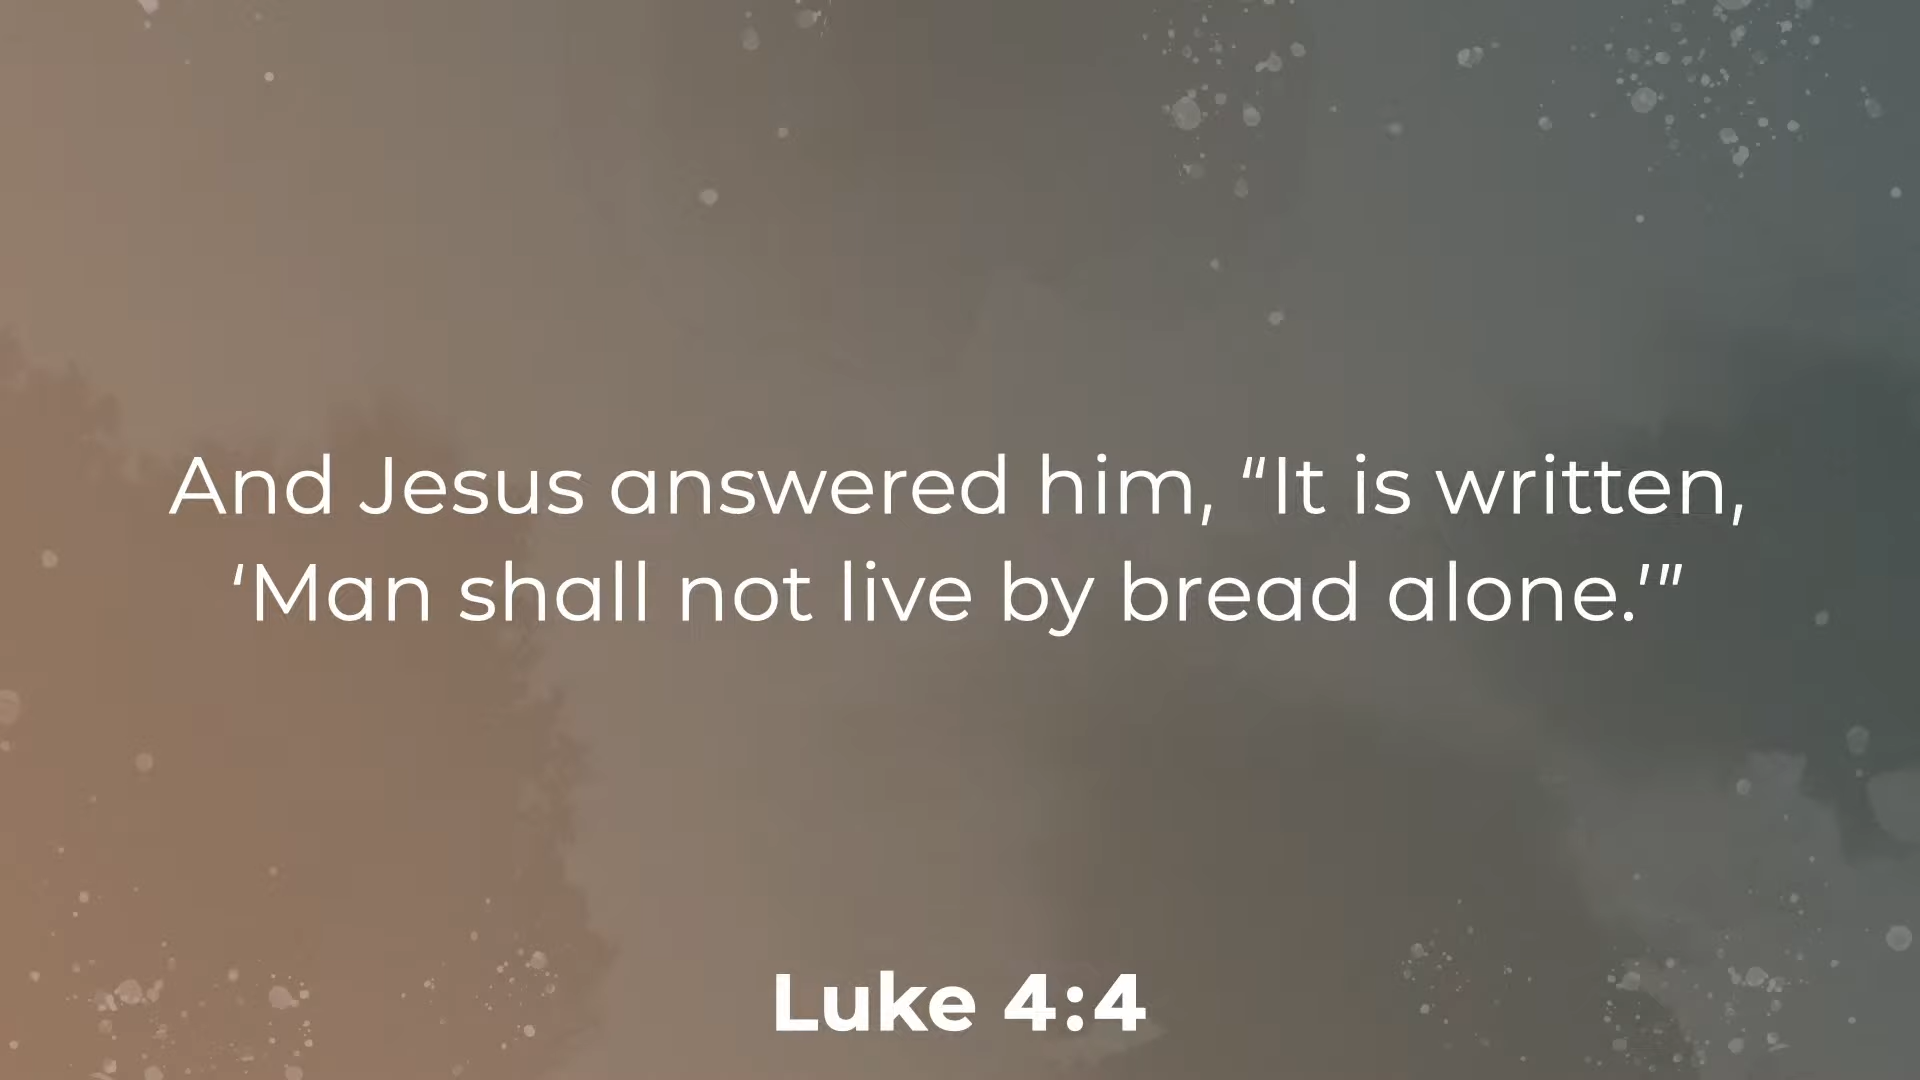 And Jesus answered him, “It is written,
‘Man shall not live by bread alone.’”
Luke 4:4